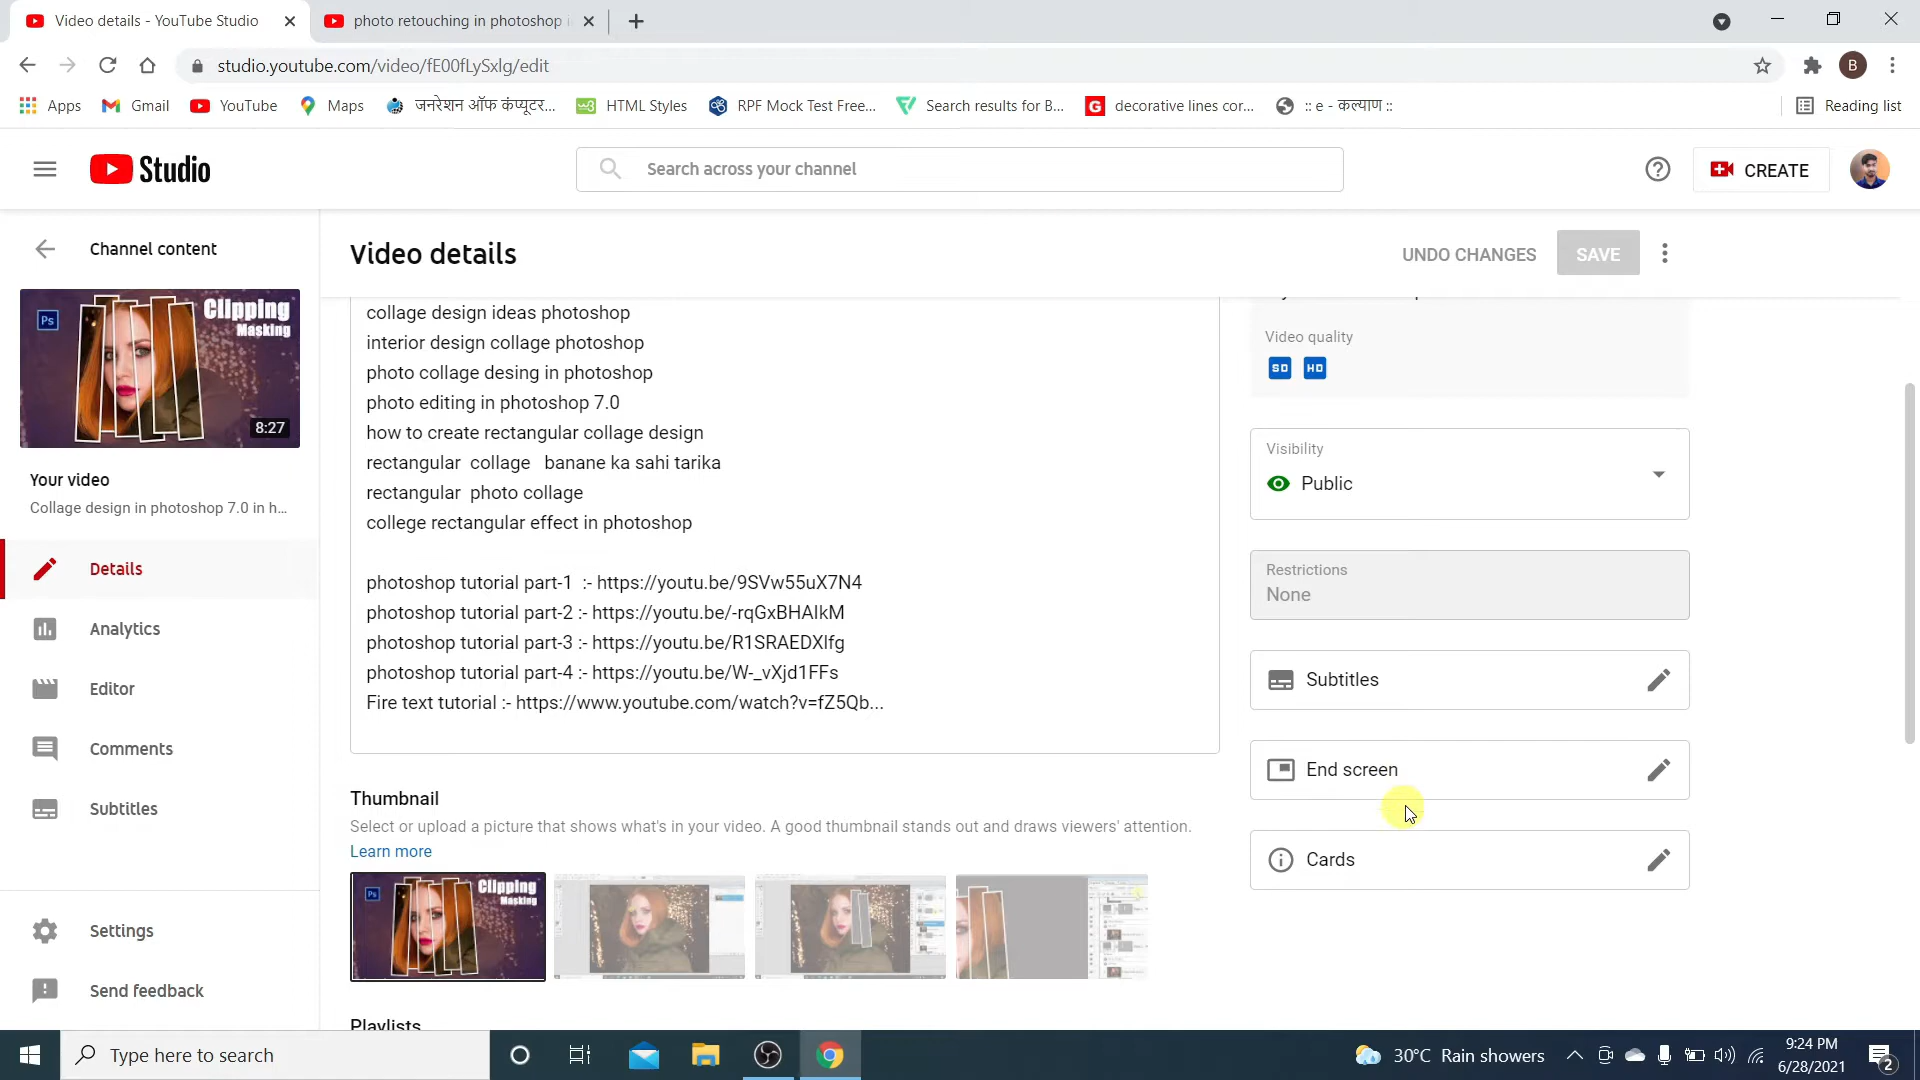 Video details - YouTube Studio
photo retouching in photoshop i
studio.youtube.com/video/fE00fLySxlg/edit
B
Apps
Gmail
YouTube
Maps
जनरेशन ऑफ कंप्यूटर...
HTML Styles
RPF Mock Test Free...
Search results for B...
decorative lines cor...
:: e - कल्याण ::
Reading list
Studio
Search across your channel
CREATE
Channel content
Video details
UNDO CHANGES
SAVE
Ps
Clipping
Masking
8:27
Your video
Collage design in photoshop 7.0 in h...
Details
Analytics
Editor
Comments
Subtitles
Settings
Send feedback
collage design ideas photoshop
interior design collage photoshop
photo collage desing in photoshop
photo editing in photoshop 7.0
how to create rectangular collage design
rectangular  collage   banane ka sahi tarika
rectangular  photo collage
college rectangular effect in photoshop
photoshop tutorial part-1  :- https://youtu.be/9SVw55uX7N4
photoshop tutorial part-2 :- https://youtu.be/-rqGxBHAIkM
photoshop tutorial part-3 :- https://youtu.be/R1SRAEDXIfg
photoshop tutorial part-4 :- https://youtu.be/W-_vXjd1FFs
Fire text tutorial :- https://www.youtube.com/watch?v=fZ5Qb...
Thumbnail
Select or upload a picture that shows what's in your video. A good thumbnail stands out and draws viewers' attention.
Learn more
Ps
Clipping
Masking
Playlists
Video quality
SD HD
Visibility
Public
Restrictions
None
Subtitles
End screen
Cards
Type here to search
30°C Rain showers
9:24 PM
6/28/2021
2